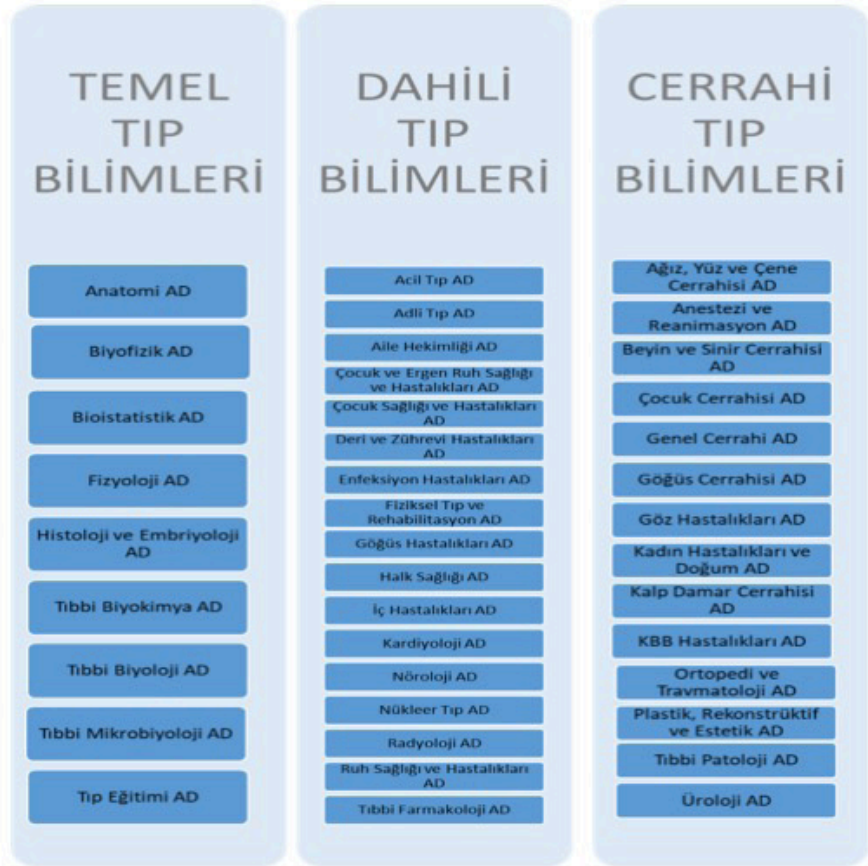 TEMEL
TIP
BİLİMLERİ
Anatomi AD
Biyofizik AD
Bioistatistik AD
Fizyoloji AD
Histoloji ve Embriyoloji
AD
Tıbbi Biyokimya AD
Tıbbi Biyoloji AD
Tıbbi Mikrobiyoloji AD
Tıp Eğitimi AD
DAHİLİ
TIP
BİLİMLERİ
Acil Tıp AD
Adli Tıp AD
Aile Hekimliği AD
Çocuk ve Ergen Ruh Sağlığı
ve Hastalıkları AD
Çocuk Sağlığı ve Hastalıkları
AD
Deri ve Zührevi Hastalıkları
AD
Enfeksiyon Hastalıkları AD
Fiziksel Tıp ve
Rehabilitasyon AD
Göğüs Hastalıkları AD
Halk Sağlığı AD
İç Hastalıkları AD
Kardiyoloji AD
Nöroloji AD
Nükleer Tıp AD
Radyoloji AD
Ruh Sağlığı ve Hastalıkları
AD
Tıbbi Farmakoloji AD
CERRAHİ
TIP
BİLİMLERİ
Ağız, Yüz ve Çene
Cerrahisi AD
Anestezi ve
Reanimasyon AD
Beyin ve Sinir Cerrahisi
AD
Çocuk Cerrahisi AD
Genel Cerrahi AD
Göğüs Cerrahisi AD
Göz Hastalıkları AD
Kadın Hastalıkları ve
Doğum AD
Kalp Damar Cerrahisi
AD
KBB Hastalıkları AD
Ortopedi ve
Travmatoloji AD
Plastik, Rekonstrüktif
ve Estetik AD
Tıbbi Patoloji AD
Üroloji AD